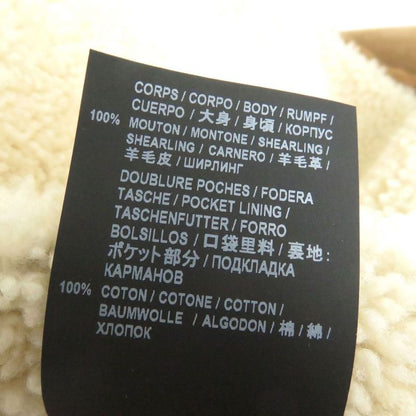 CORPS / CORPO / BODY / RUMPF /
CUERPO / 大身 / 身頃 / КОРПУС
100% MOUTON / MONTONE / SHEARLING /
SHEARLING / CARNERO / 羊毛革 /
羊毛皮 / ШИРЛИНГ
DOUBLURE POCHES / FODERA
TASCHE / POCKET LINING /
TASCHENFUTTER / FORRO
BOLSILLOS / 口袋里料 / 裏地:
ポケット部分 / ПОДКЛАДКА
КАРМАНОВ
100% COTON / COTONE / COTTON /
BAUMWOLLE / ALGODON / 棉 / 綿 /
ХЛОПОК